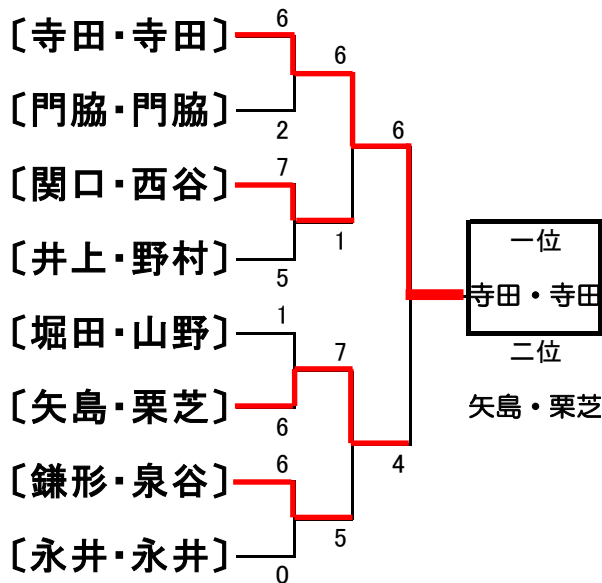 6
〔寺田・寺田〕
6
〔門脇・門脇〕
2
6
7
〔関口・西谷〕
1
〔井上・野村〕
5
一位
寺田・寺田
1
〔堀田・山野〕
7
二位
〔矢島・栗芝〕
6
矢島・栗芝
4
6
〔鎌形・泉谷〕
5
〔永井・永井〕
0